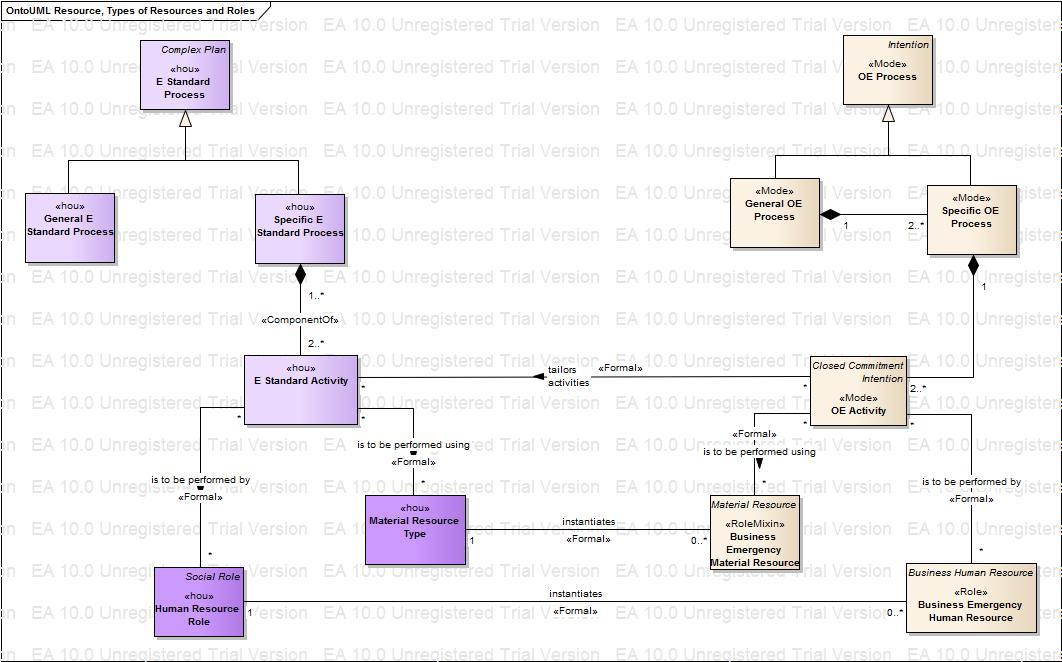 OntoUML Resource, Types of Resources and Roles
EA 10.0 Unregistered Trial Version
Complex Plan
«hou»
E Standard
Process
Intention
«Mode»
OE Process
«hou»
General E
Standard Process
«hou»
Specific E
Standard Process
«Mode»
General OE
Process
«Mode»
Specific OE
Process
1
2..*
1..*
«ComponentOf»
2..*
1
«hou»
E Standard Activity
*
tailors
activities
«Formal»
*
Closed Commitment
Intention
«Mode»
OE Activity
2..*
*
*
*
*
is to be performed using
«Formal»
*
«Formal»
is to be performed using
*
is to be performed by
«Formal»
*
is to be performed by
«Formal»
*
«hou»
Material Resource
Type
1
instantiates
«Formal»
0..*
Material Resource
«RoleMixin»
Business
Emergency
Material Resource
Social Role
«hou»
Human Resource
Role
1
instantiates
«Formal»
0..*
Business Human Resource
«Role»
Business Emergency
Human Resource